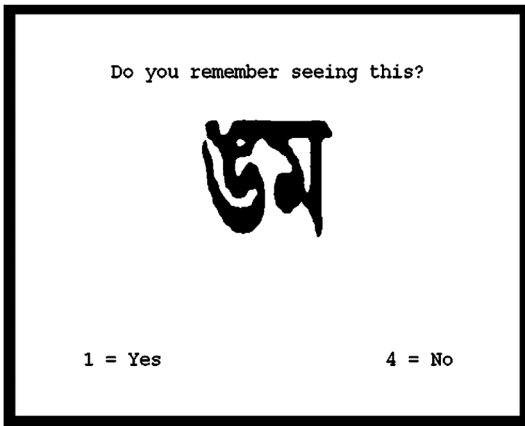 Do you remember seeing this?
1 = Yes
4 = No